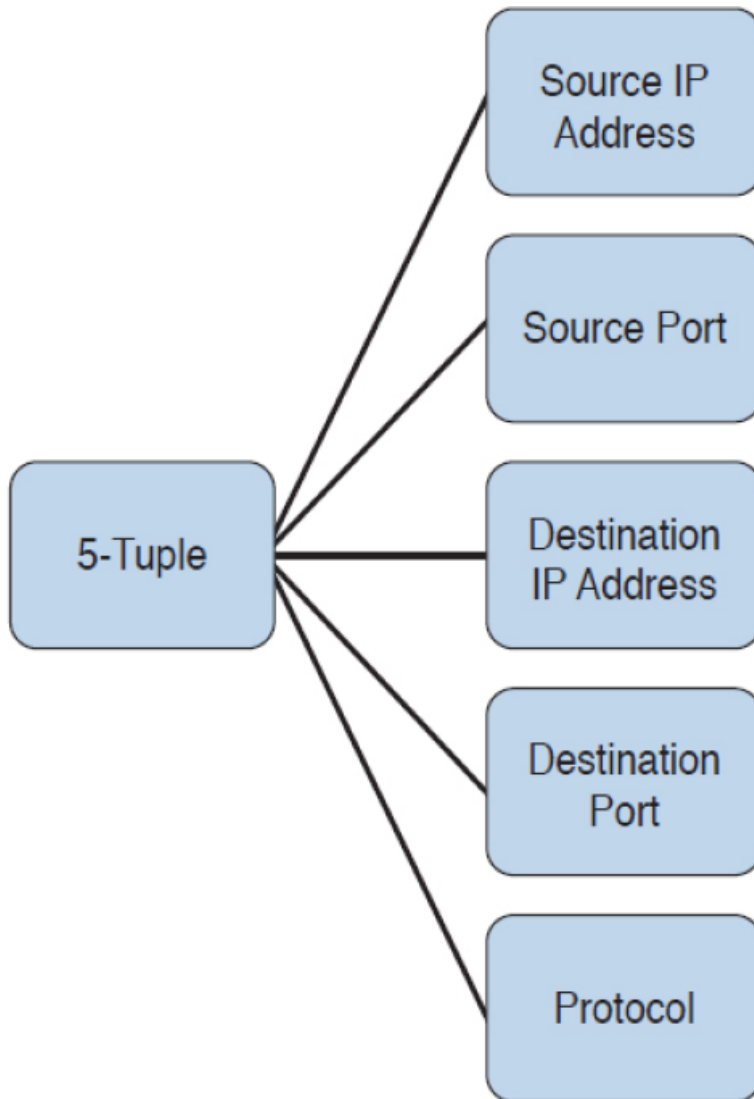 Source IP
Address
Source Port
5-Tuple
Destination
IP Address
Destination
Port
Protocol